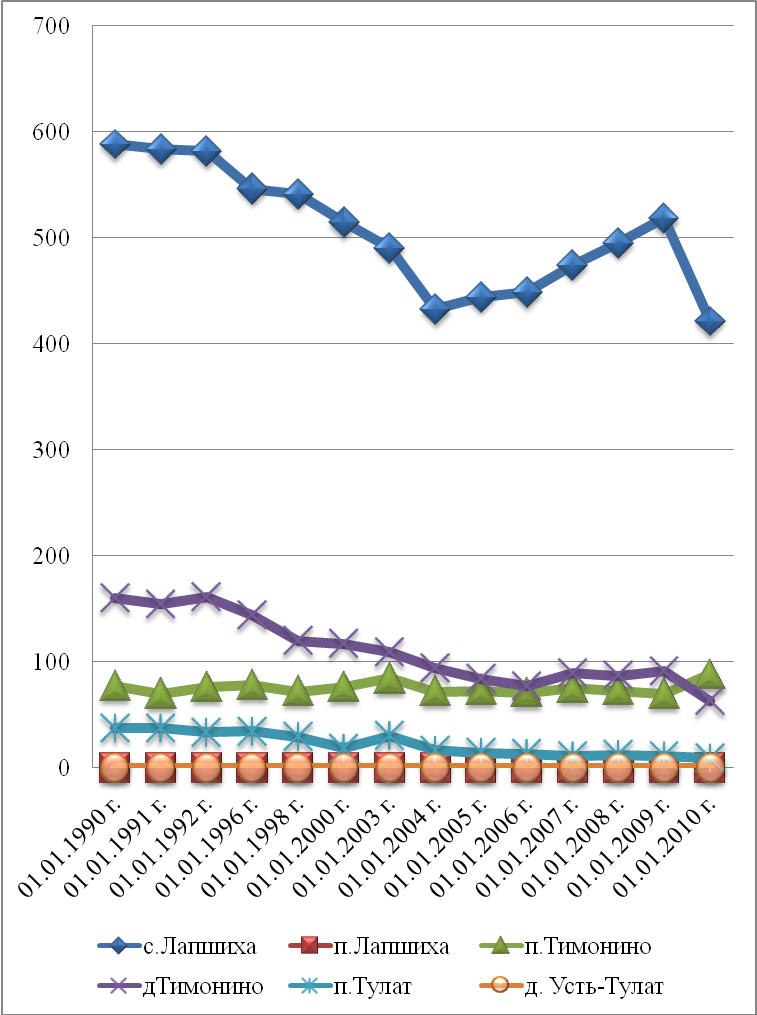 700
600
500
400
300
200
100
0
01.01.1990 г.
01.01.1991 г.
01.01.1992 г.
01.01.1996 г.
01.01.1998 г.
01.01.2000 г.
01.01.2003 г.
01.01.2004 г.
01.01.2005 г.
01.01.2006 г.
01.01.2007 г.
01.01.2008 г.
01.01.2009 г.
01.01.2010 г.
с.Лапшиха п.Лапшиха п.Тимонино
дТимонино п.Тулат д. Усть-Тулат